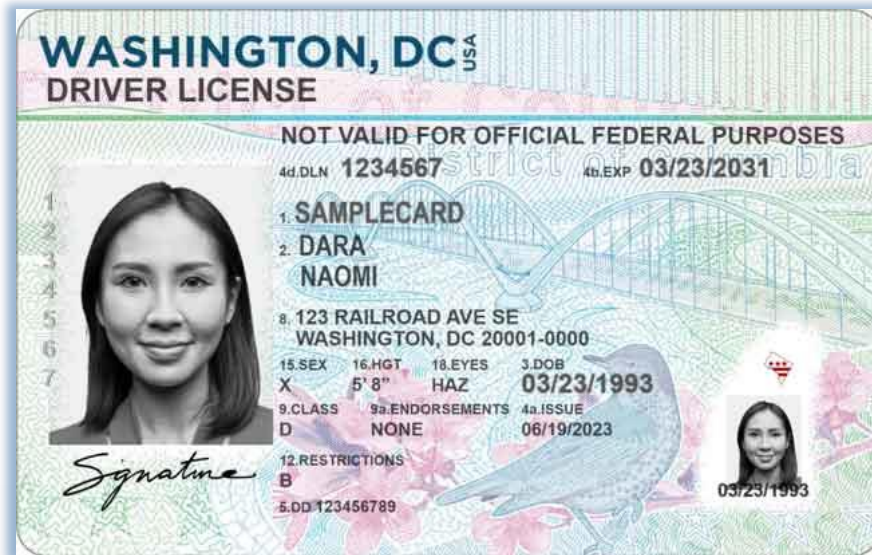 WASHINGTON, DC USA
DRIVER LICENSE
NOT VALID FOR OFFICIAL FEDERAL PURPOSES
4d.DLN 1234567 4b.EXP 03/23/2031
1. SAMPLECARD
2. DARA
NAOMI
8. 123 RAILROAD AVE SE
WASHINGTON, DC 20001-0000
15.SEX 16.HGT 18.EYES 3.DOB
X 5' 8" HAZ 03/23/1993
9.CLASS 9a.ENDORSEMENTS 4a.ISSUE
D NONE 06/19/2023
12.RESTRICTIONS
B
5.DD 123456789
Signature
03/23/1993
1
2
3
4
5
6
7